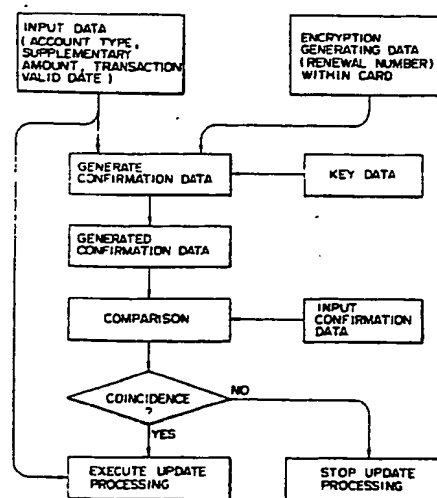 INPUT DATA
(ACCOUNT TYPE,
SUPPLEMENTARY
AMOUNT, TRANSACTION
VALID DATE)
ENCRYPTION
GENERATING DATA
(RENEWAL NUMBER)
WITHIN CARD
GENERATE
CONFIRMATION DATA
KEY DATA
GENERATED
CONFIRMATION DATA
COMPARISON
INPUT
CONFIRMATION
DATA
COINCIDENCE
?
NO
YES
EXECUTE UPDATE
PROCESSING
STOP UPDATE
PROCESSING